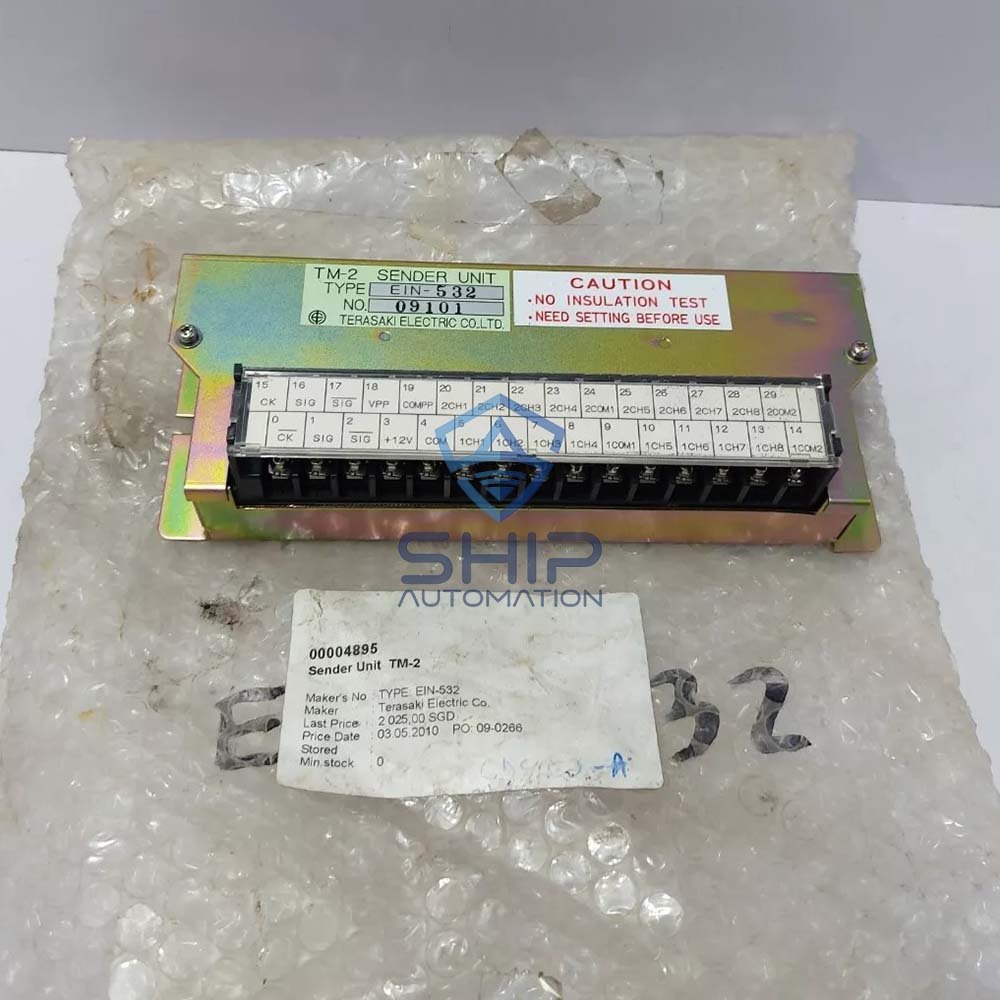 TM-2 SENDER UNIT
TYPE EIN-532
NO. 09101
TERASAKI ELECTRIC CO.,LTD.
CAUTION
・NO INSULATION TEST
・NEED SETTING BEFORE USE
15 16 17 18 19 20 21 22 23 24 25 26 27 28 29
CK SIG SIG VPP COMPP 2CH1 2CH2 2CH3 2CH4 2COM1 2CH5 2CH6 2CH7 2CH8 2COM2
0 1 2 3 4 5 6 7 8 9 10 11 12 13 14
CK SIG SIG +12V COM 1CH1 1CH2 1CH3 1CH4 1COM1 1CH5 1CH6 1CH7 1CH8 1COM2
SHIP
AUTOMATION
00004895
Sender Unit TM-2
Maker's No : TYPE. EIN-532
Maker : Terasaki Electric Co.
Last Price : 2 025,00 SGD
Price Date : 03.05.2010 PO: 09-0266
Stored
Min.stock : 0
E 32